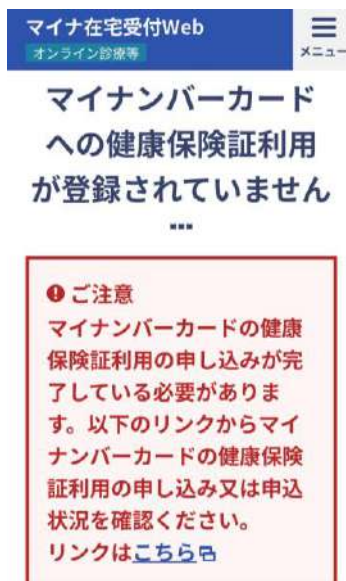 マイナ在宅受付Web
オンライン診療等
メニュー
マイナンバーカード
への健康保険証利用
が登録されていません
…
ご注意
マイナンバーカードの健康
保険証利用の申し込みが完
了している必要がありま
す。以下のリンクからマイ
ナンバーカードの健康保険
証利用の申し込み又は申込
状況を確認ください。
リンクはこちら